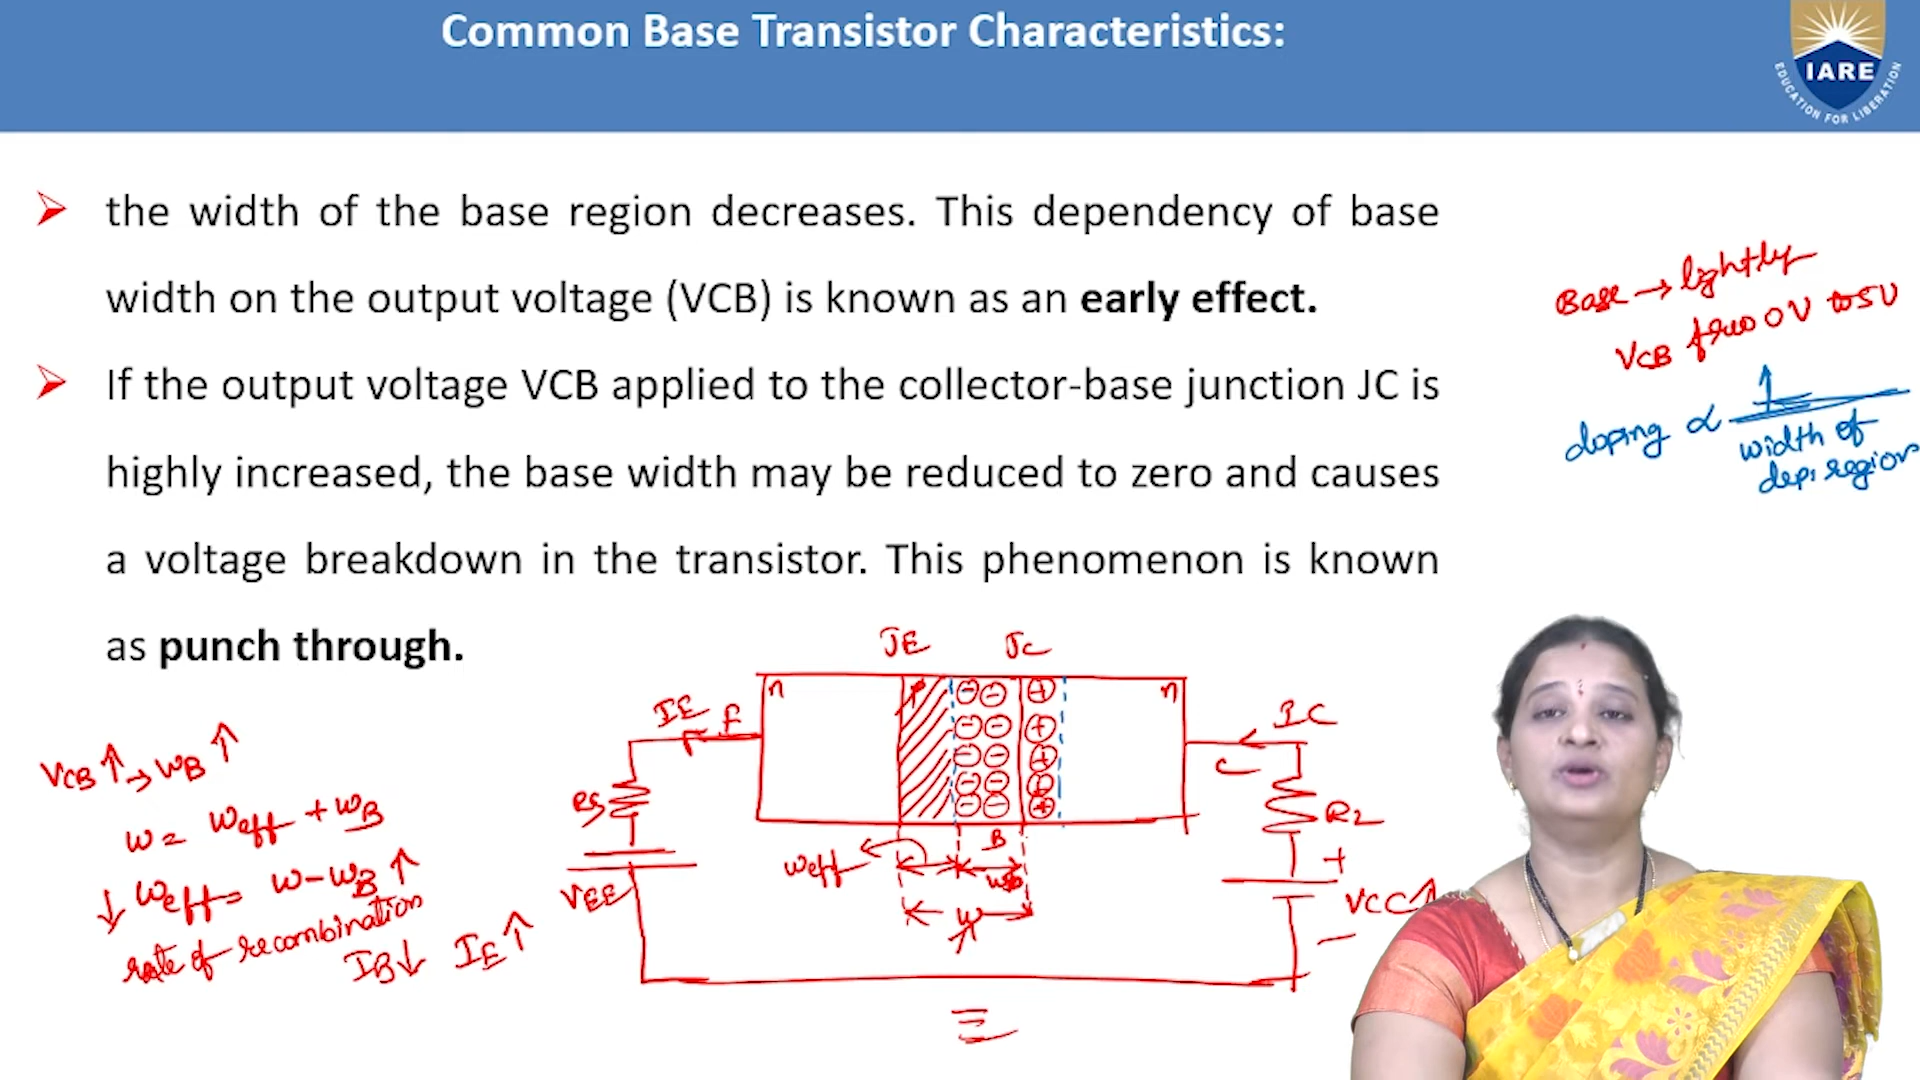 Common Base Transistor Characteristics:
IARE
EDUCATION FOR LIBERATION
the width of the base region decreases. This dependency of base
width on the output voltage (VCB) is known as an early effect.
If the output voltage VCB applied to the collector-base junction JC is
highly increased, the base width may be reduced to zero and causes
a voltage breakdown in the transistor. This phenomenon is known
as punch through.
Base → lightly
VCB from 0V to 5V
doping ∝ 1
width of
dep. region
JE JC
n n
IE E
IC
C
VCB ↑ → WB ↑
W = Weff + WB
↓ Weff = W - WB ↑
rate of recombination
IB ↓ IE ↑
VEE
R2
+
VCC ↑
−
B
Weff
W